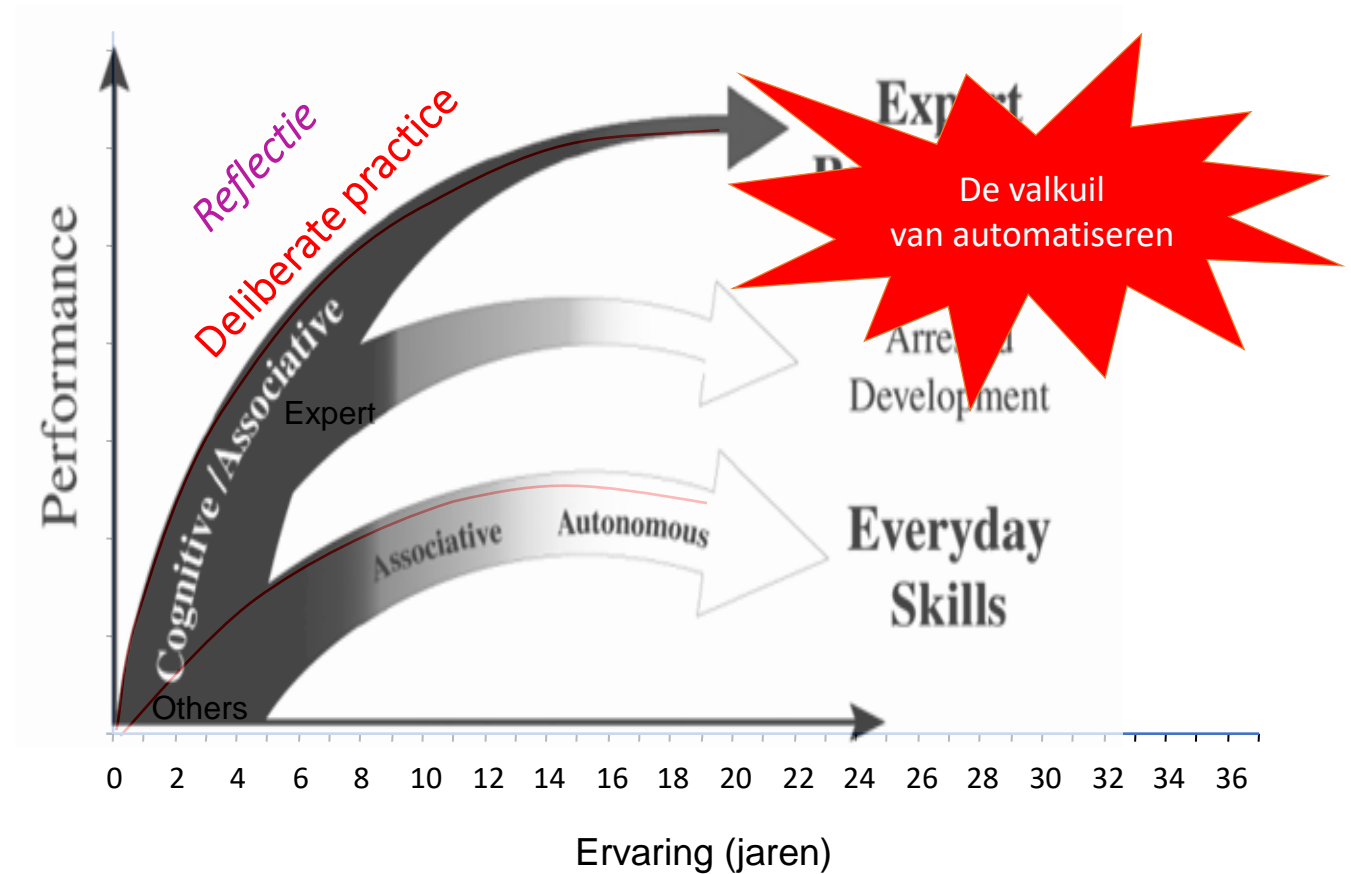 Performance
Reflectie
Deliberate practice
Cognitive /Associative
Expert
Others
Associative
Autonomous
Expert
De valkuil
van automatiseren
Development
Everyday
Skills
0 2 4 6 8 10 12 14 16 18 20 22 24 26 28 30 32 34 36
Ervaring (jaren)